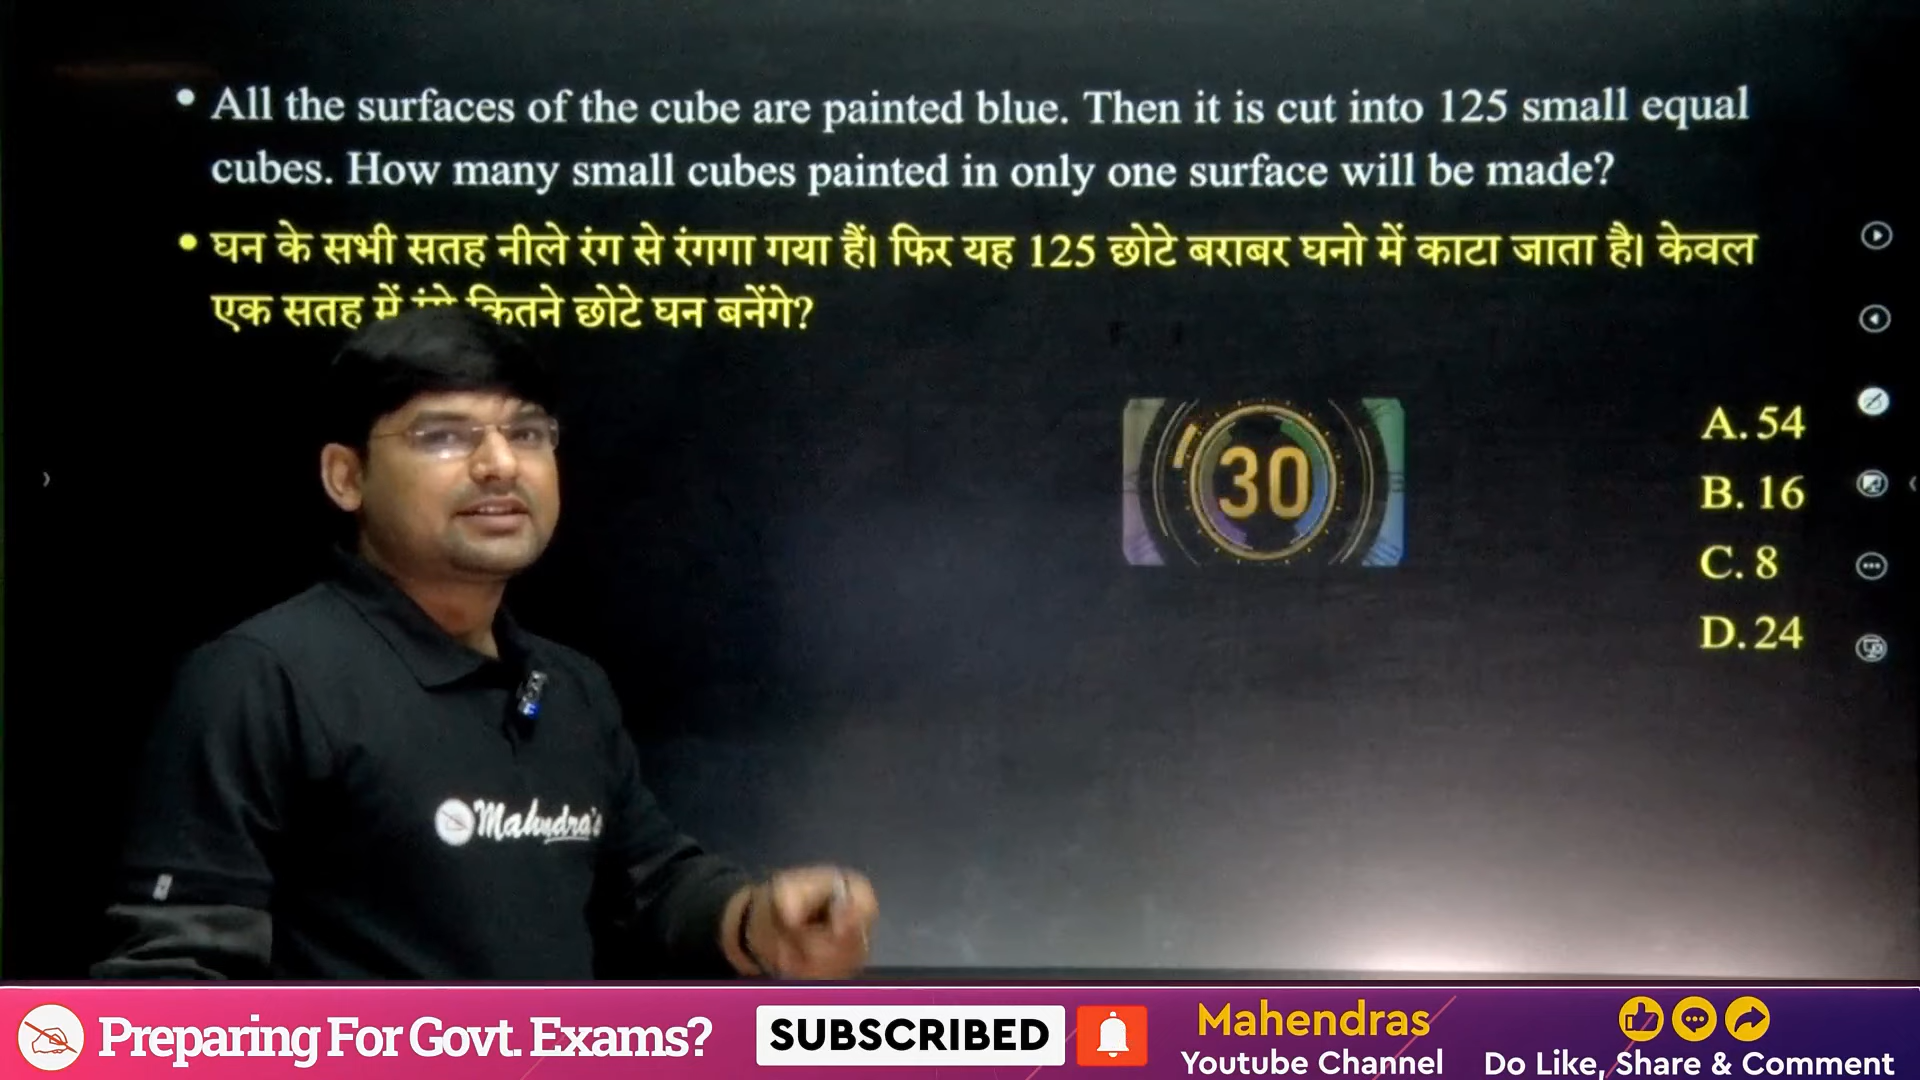 • All the surfaces of the cube are painted blue. Then it is cut into 125 small equal
cubes. How many small cubes painted in only one surface will be made?
• घन के सभी सतह नीले रंग से रंगगा गया हैं। फिर यह 125 छोटे बराबर घनो में काटा जाता है। केवल
एक सतह में कितने छोटे घन बनेंगे?
30
A. 54
B. 16
C. 8
D. 24
Mahendra's
Preparing For Govt. Exams?
SUBSCRIBED
Mahendras
Youtube Channel
Do Like, Share & Comment